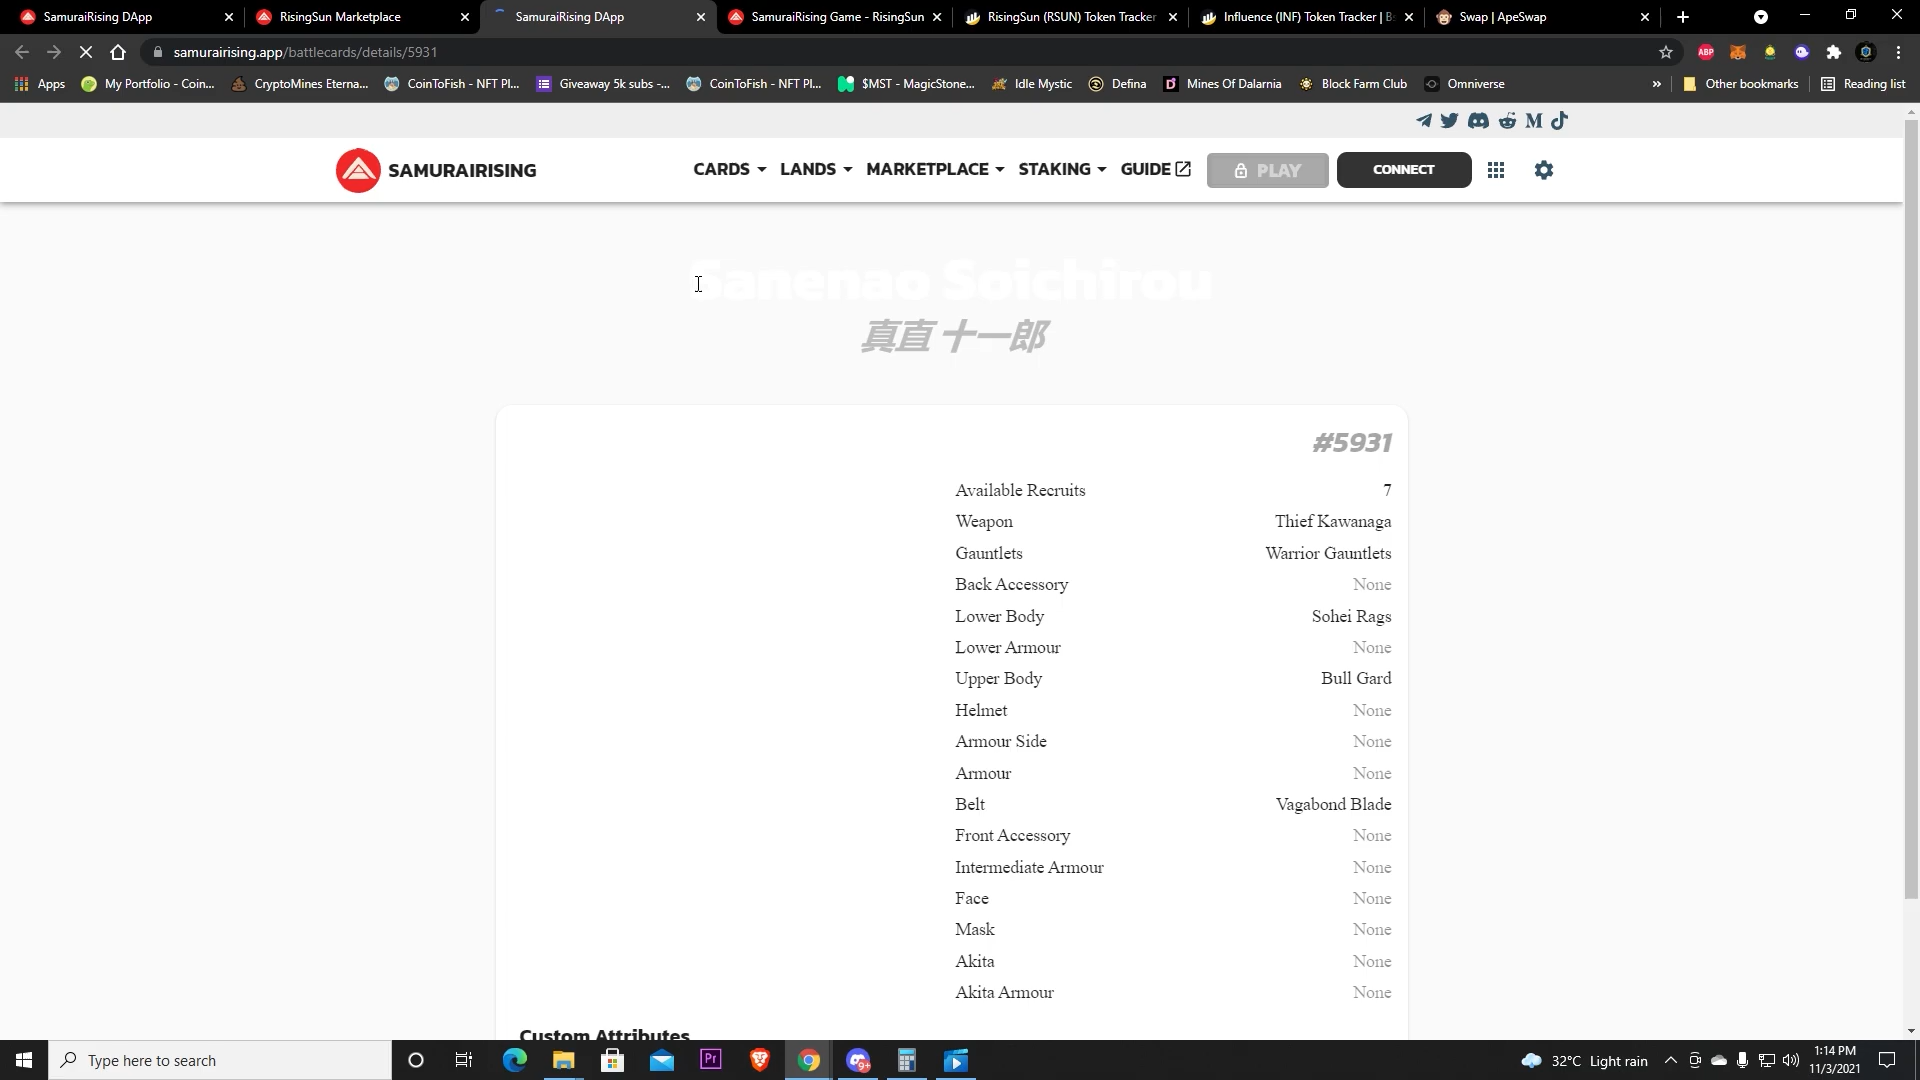 SamuraiRising DApp
RisingSun Marketplace
SamuraiRising DApp
SamuraiRising Game - RisingSun
RisingSun (RSUN) Token Tracker
Influence (INF) Token Tracker | Bs
Swap | ApeSwap
samurairising.app/battlecards/details/5931
ABP
Apps
My Portfolio - Coin...
CryptoMines Eterna...
CoinToFish - NFT Pl...
Giveaway 5k subs -...
CoinToFish - NFT Pl...
$MST - MagicStone...
Idle Mystic
Defina
Mines Of Dalarnia
Block Farm Club
Omniverse
»
Other bookmarks
Reading list
SAMURAIRISING
CARDS
LANDS
MARKETPLACE
STAKING
GUIDE
PLAY
CONNECT
Sanenao Soichirou
真直 十一郎
#5931
Available Recruits 7
Weapon Thief Kawanaga
Gauntlets Warrior Gauntlets
Back Accessory None
Lower Body Sohei Rags
Lower Armour None
Upper Body Bull Gard
Helmet None
Armour Side None
Armour None
Belt Vagabond Blade
Front Accessory None
Intermediate Armour None
Face None
Mask None
Akita None
Akita Armour None
Custom Attributes
Type here to search
Pr
9+
32°C Light rain
1:14 PM
11/3/2021